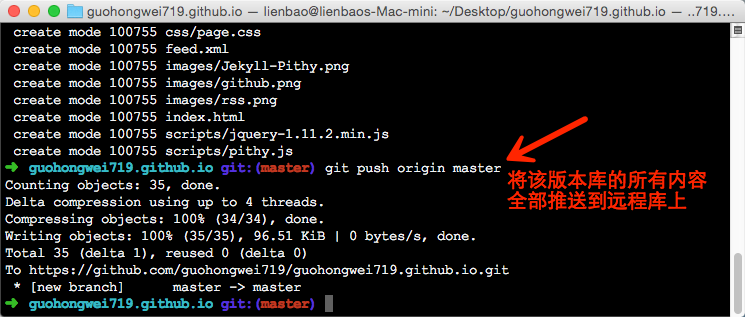 guohongwei719.github.io — lienbao@lienbaos-Mac-mini: ~/Desktop/guohongwei719.github.io — ..719....
create mode 100755 css/page.css
create mode 100755 feed.xml
create mode 100755 images/Jekyll-Pithy.png
create mode 100755 images/github.png
create mode 100755 images/rss.png
create mode 100755 index.html
create mode 100755 scripts/jquery-1.11.2.min.js
create mode 100755 scripts/pithy.js
➜ guohongwei719.github.io git:(master) git push origin master
Counting objects: 35, done.
Delta compression using up to 4 threads.
Compressing objects: 100% (34/34), done.
Writing objects: 100% (35/35), 96.51 KiB | 0 bytes/s, done.
Total 35 (delta 1), reused 0 (delta 0)
To https://github.com/guohongwei719/guohongwei719.github.io.git
* [new branch] master -> master
➜ guohongwei719.github.io git:(master)
将该版本库的所有内容
全部推送到远程库上